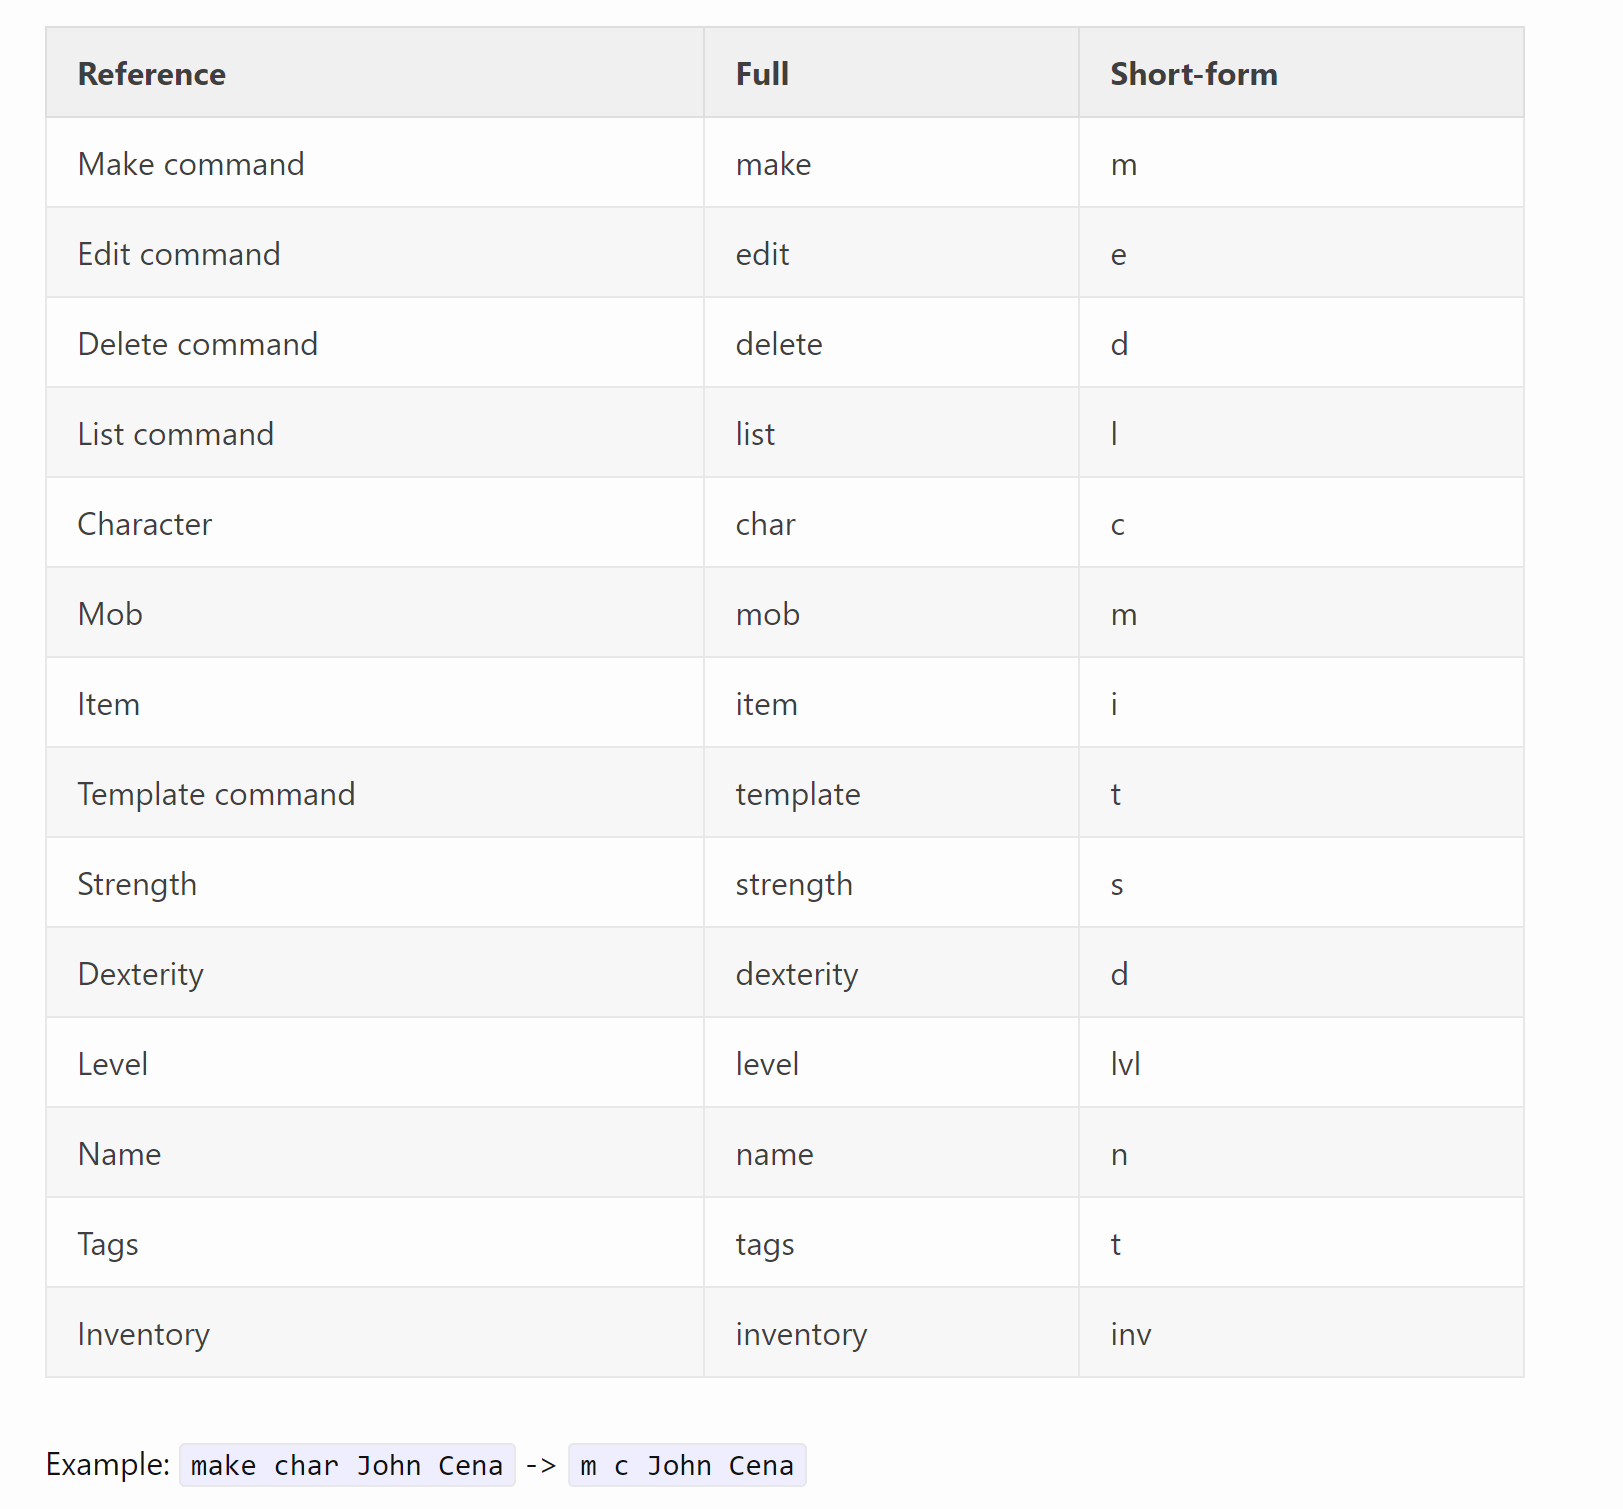 Reference Full Short-form
Make command make m
Edit command edit e
Delete command delete d
List command list l
Character char c
Mob mob m
Item item i
Template command template t
Strength strength s
Dexterity dexterity d
Level level lvl
Name name n
Tags tags t
Inventory inventory inv
Example: make char John Cena -> m c John Cena